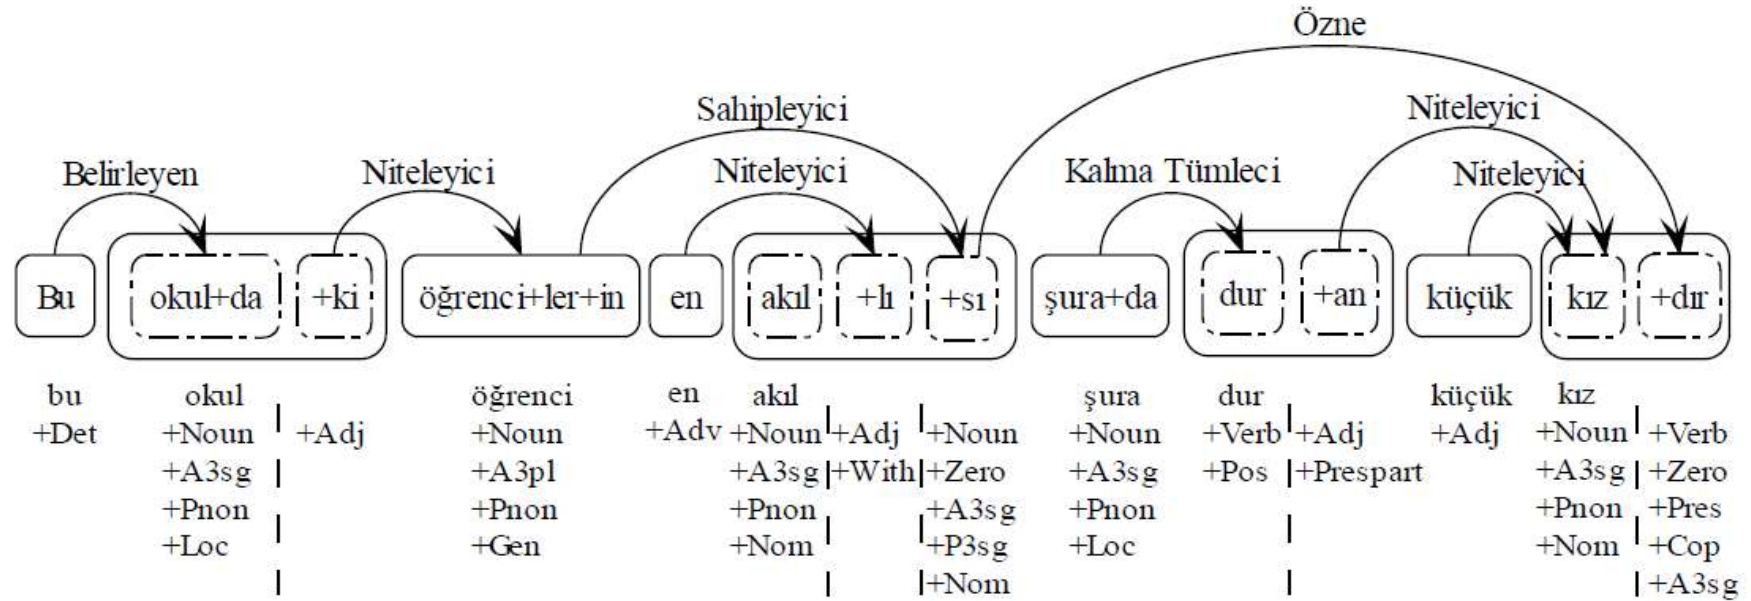 Özne
Sahipleyici Niteleyici
Belirleyen Niteleyici Niteleyici Kalma Tümleci Niteleyici
Bu okul+da +ki öğrenci+ler+in en akıl +lı +sı şura+da dur +an küçük kız +dır
bu okul öğrenci en akıl şura dur küçük kız
+Det +Noun +Adj +Noun +Adv +Noun +Adj +Noun +Noun +Verb +Adj +Adj +Noun +Verb
+A3sg +A3pl +A3sg +With +Zero +A3sg +Pos +Prespart +A3sg +Zero
+Pnon +Pnon +Pnon +A3sg +Pnon +Pnon +Pres
+Loc +Gen +Nom +P3sg +Loc +Nom +Cop
+Nom +A3sg